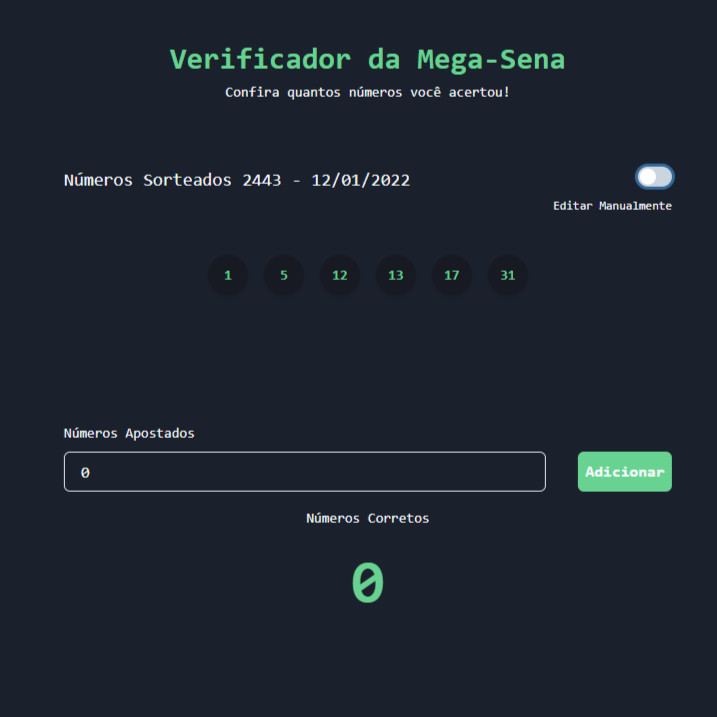 Verificador da Mega-Sena
Confira quantos números você acertou!
Números Sorteados 2443 - 12/01/2022
Editar Manualmente
1 5 12 13 17 31
Números Apostados
0
Adicionar
Números Corretos
0